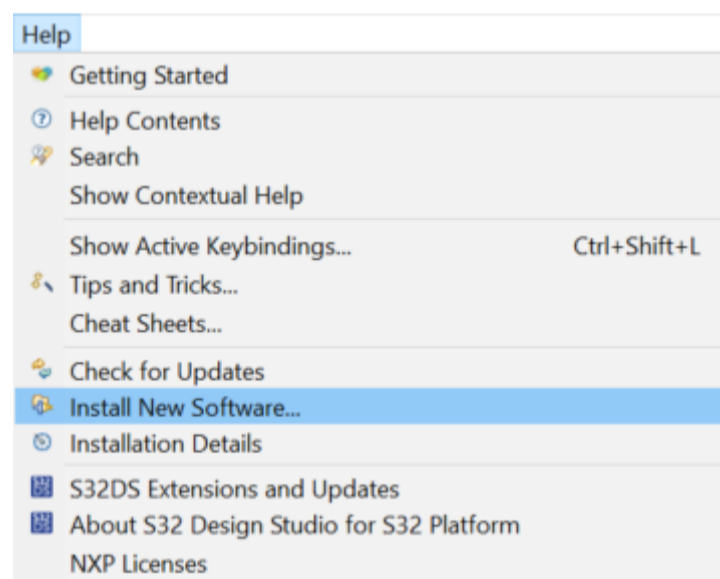 Help
Getting Started
Help Contents
Search
Show Contextual Help
Show Active Keybindings... Ctrl+Shift+L
Tips and Tricks...
Cheat Sheets...
Check for Updates
Install New Software...
Installation Details
S32DS Extensions and Updates
About S32 Design Studio for S32 Platform
NXP Licenses